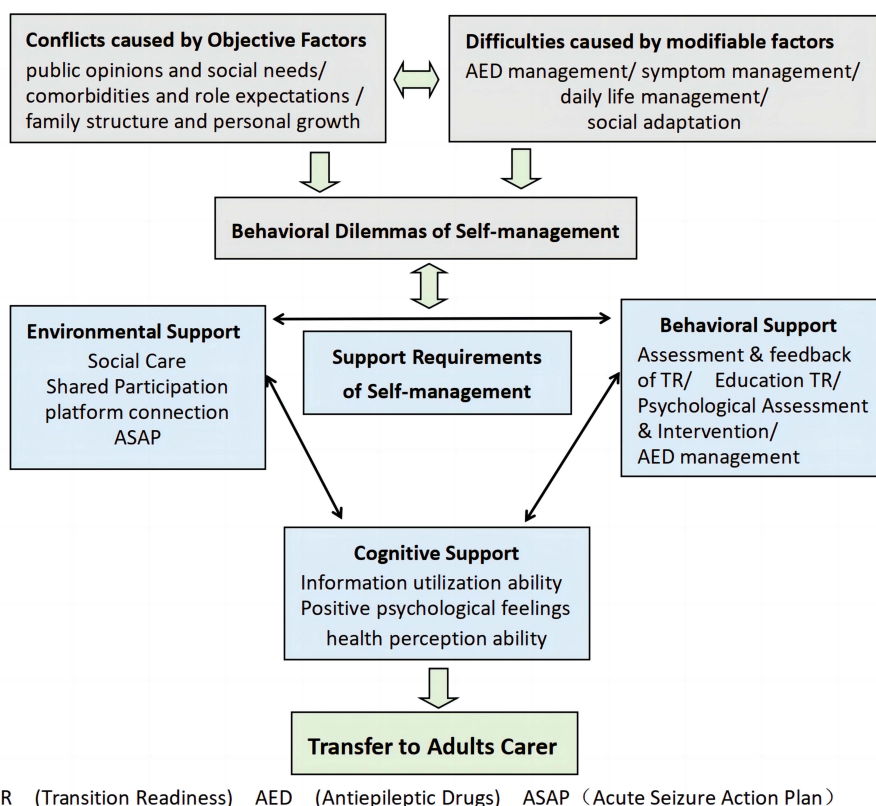 Conflicts caused by Objective Factors
public opinions and social needs/
comorbidities and role expectations /
family structure and personal growth
Difficulties caused by modifiable factors
AED management/ symptom management/
daily life management/
social adaptation
Behavioral Dilemmas of Self-management
Environmental Support
Social Care
Shared Participation
platform connection
ASAP
Support Requirements
of Self-management
Behavioral Support
Assessment & feedback
of TR/ Education TR/
Psychological Assessment
& Intervention/
AED management
Cognitive Support
Information utilization ability
Positive psychological feelings
health perception ability
Transfer to Adults Carer
R (Transition Readiness) AED (Antiepileptic Drugs) ASAP（Acute Seizure Action Plan）